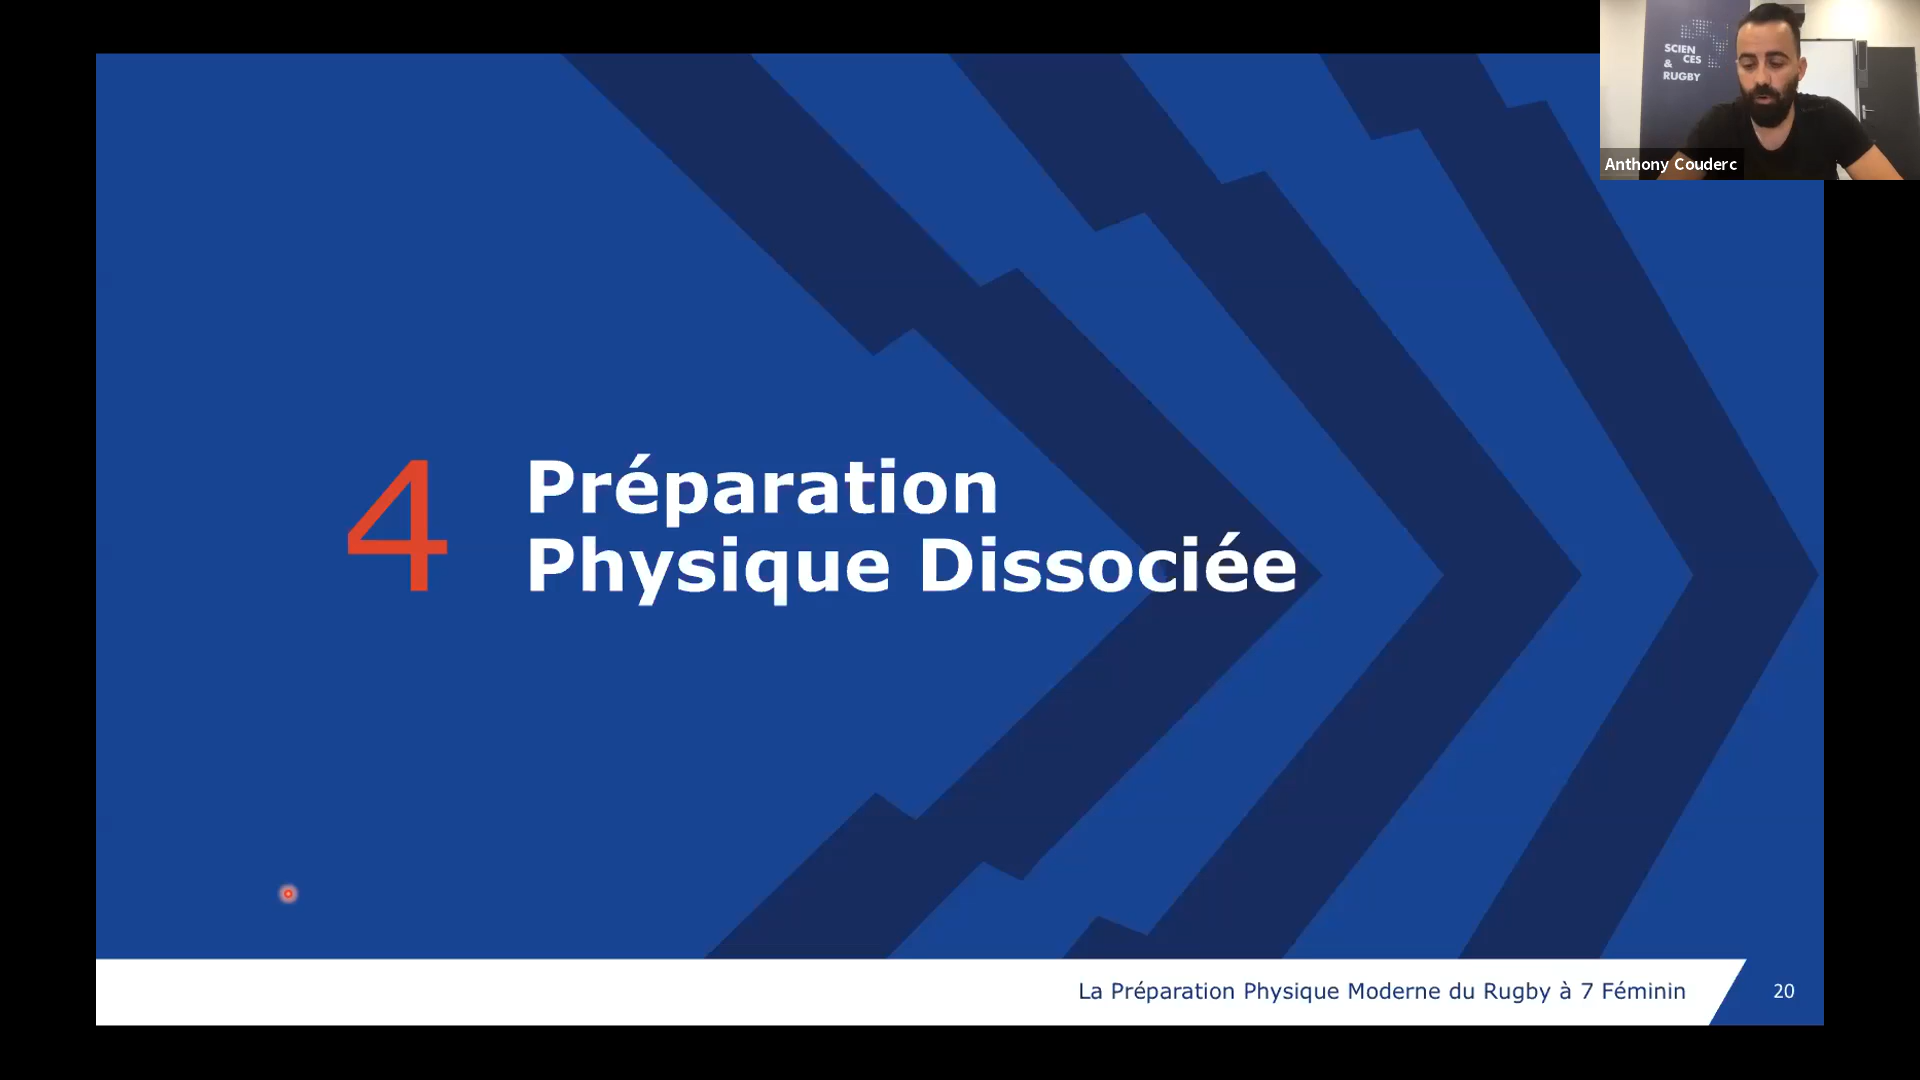 SCIEN
CES
&
RUGBY
Anthony Couderc
4
Préparation
Physique Dissociée
La Préparation Physique Moderne du Rugby à 7 Féminin
20